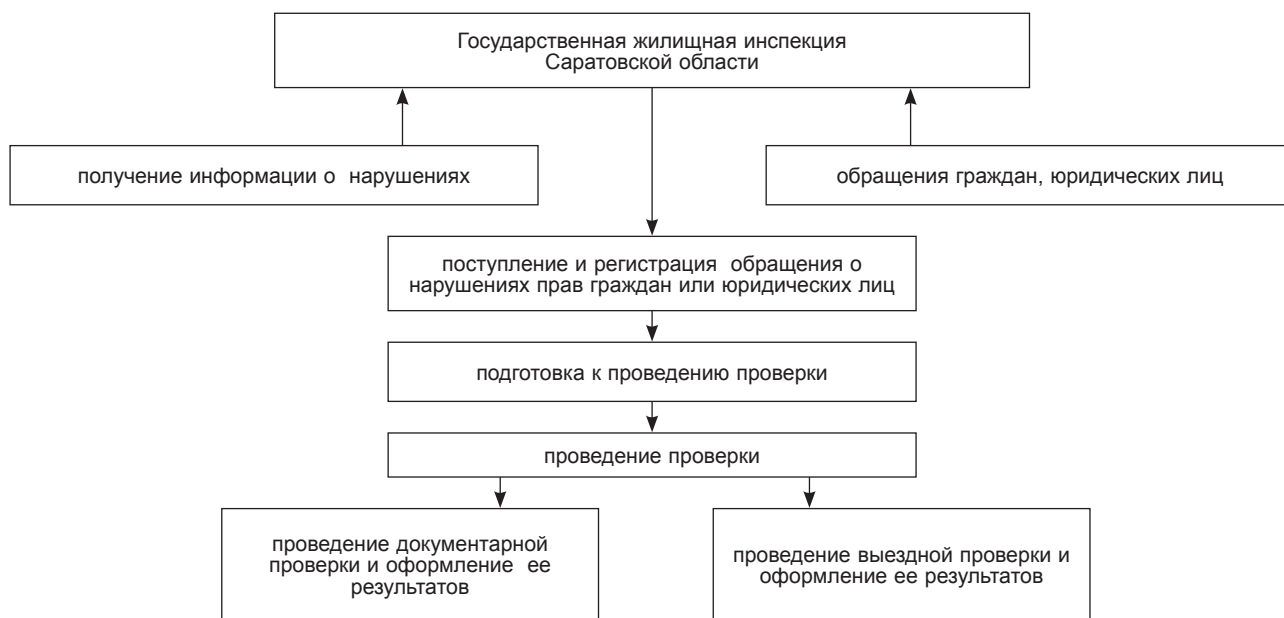 Государственная жилищная инспекция
Саратовской области
получение информации о нарушениях
обращения граждан, юридических лиц
поступление и регистрация обращения о
нарушениях прав граждан или юридических лиц
подготовка к проведению проверки
проведение проверки
проведение документарной
проверки и оформление ее
результатов
проведение выездной проверки и
оформление ее результатов